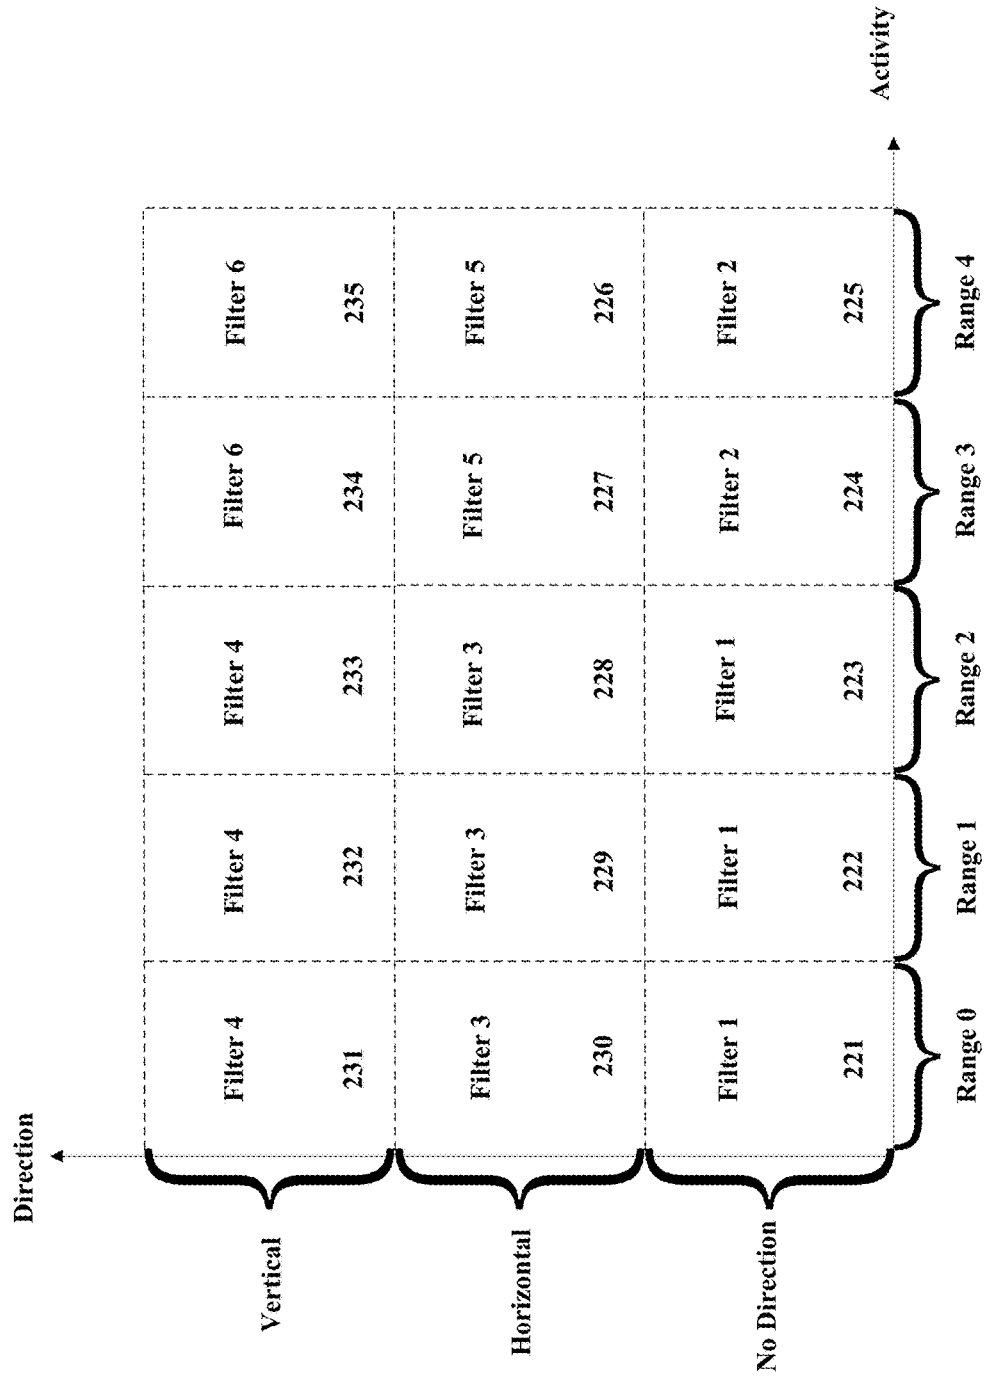 Direction
Vertical
Filter 4
231
Filter 4
232
Filter 4
233
Filter 6
234
Filter 6
235
Horizontal
Filter 3
230
Filter 3
229
Filter 3
228
Filter 5
227
Filter 5
226
No Direction
Filter 1
221
Filter 1
222
Filter 1
223
Filter 2
224
Filter 2
225
Range 0
Range 1
Range 2
Range 3
Range 4
Activity